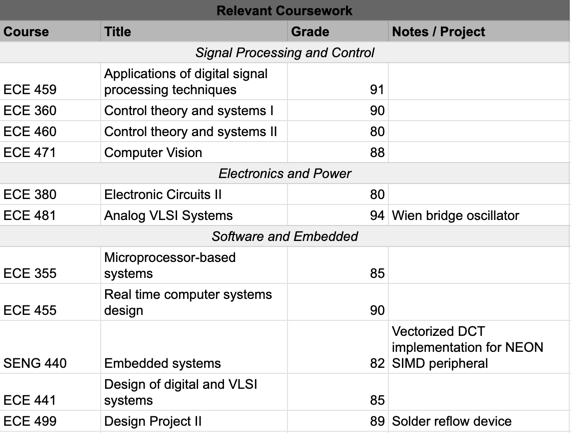 Relevant Coursework
Course Title Grade Notes / Project
Signal Processing and Control
Applications of digital signal
ECE 459 processing techniques 91
ECE 360 Control theory and systems I 90
ECE 460 Control theory and systems II 80
ECE 471 Computer Vision 88
Electronics and Power
ECE 380 Electronic Circuits II 80
ECE 481 Analog VLSI Systems 94 Wien bridge oscillator
Software and Embedded
Microprocessor-based
ECE 355 systems 85
Real time computer systems
ECE 455 design 90
Vectorized DCT
implementation for NEON
SENG 440 Embedded systems 82 SIMD peripheral
Design of digital and VLSI
ECE 441 systems 85
ECE 499 Design Project II 89 Solder reflow device